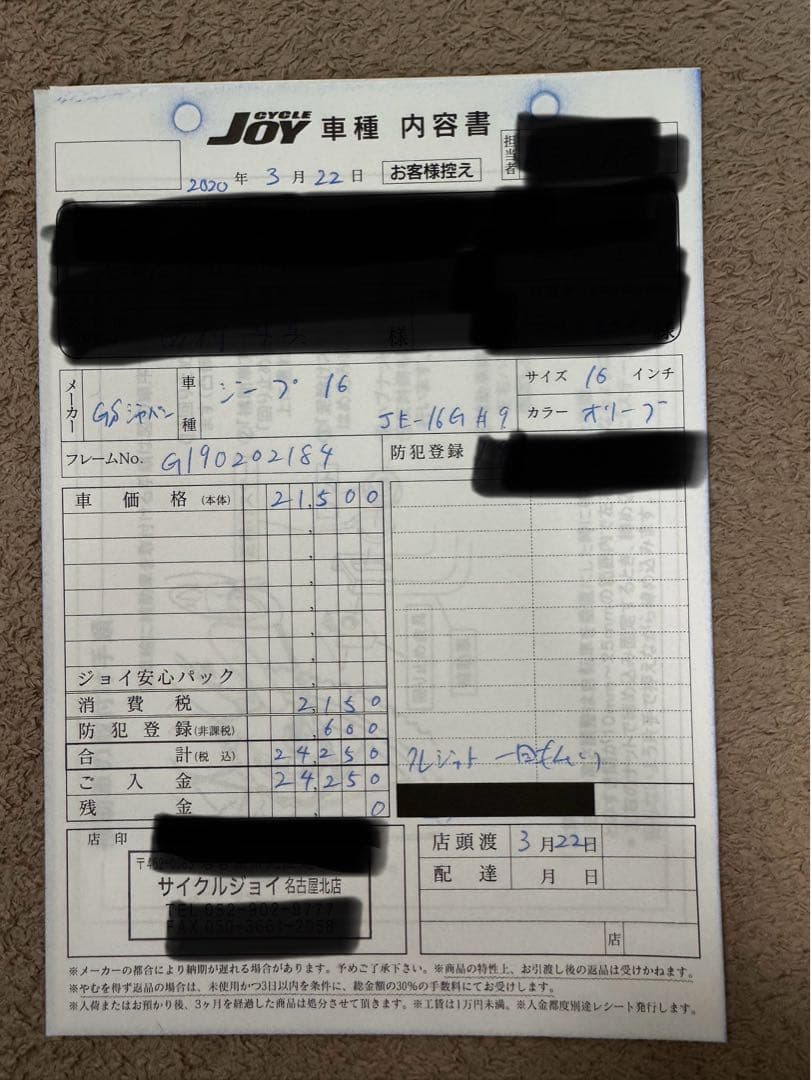 CYCLE JOY 車種 内容書
担当者
2020 年 3 月 22 日 お客様控え
様
様
メーカー GSジャパン 車種 ジープ 16 JE-16G H9
サイズ 16 インチ
カラー オリーブ
フレームNo. G190202184 防犯登録
車価格(本体) 21,500
ジョイ安心パック
消費税 2,150
防犯登録(非課税) 600
合計(税込) 24,250
ご入金 24,250
残金 0
クレジット 一回払い
店印
サイクルジョイ 名古屋北店
店頭渡 3月22日
配達 月 日
店
※メーカーの都合により納期が遅れる場合があります。予めご了承下さい。※商品の特性上、お引渡し後の返品は受けかねます。
※やむを得ず返品の場合は、未使用かつ3日以内を条件に、総金額の30%の手数料にてお受けします。
※入荷またはお預かり後、3ヶ月を経過した商品は処分させて頂きます。※工賃は1万円未満。※入金都度別途レシート発行します。